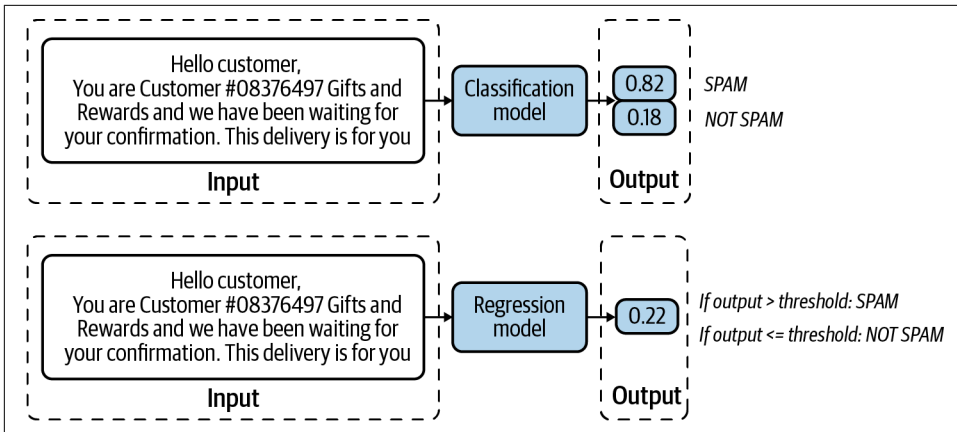 Hello customer,
You are Customer #08376497 Gifts and
Rewards and we have been waiting for
your confirmation. This delivery is for you
Input
Classification
model
0.82
SPAM
0.18
NOT SPAM
Output
Hello customer,
You are Customer #08376497 Gifts and
Rewards and we have been waiting for
your confirmation. This delivery is for you
Input
Regression
model
0.22
Output
If output > threshold: SPAM
If output <= threshold: NOT SPAM